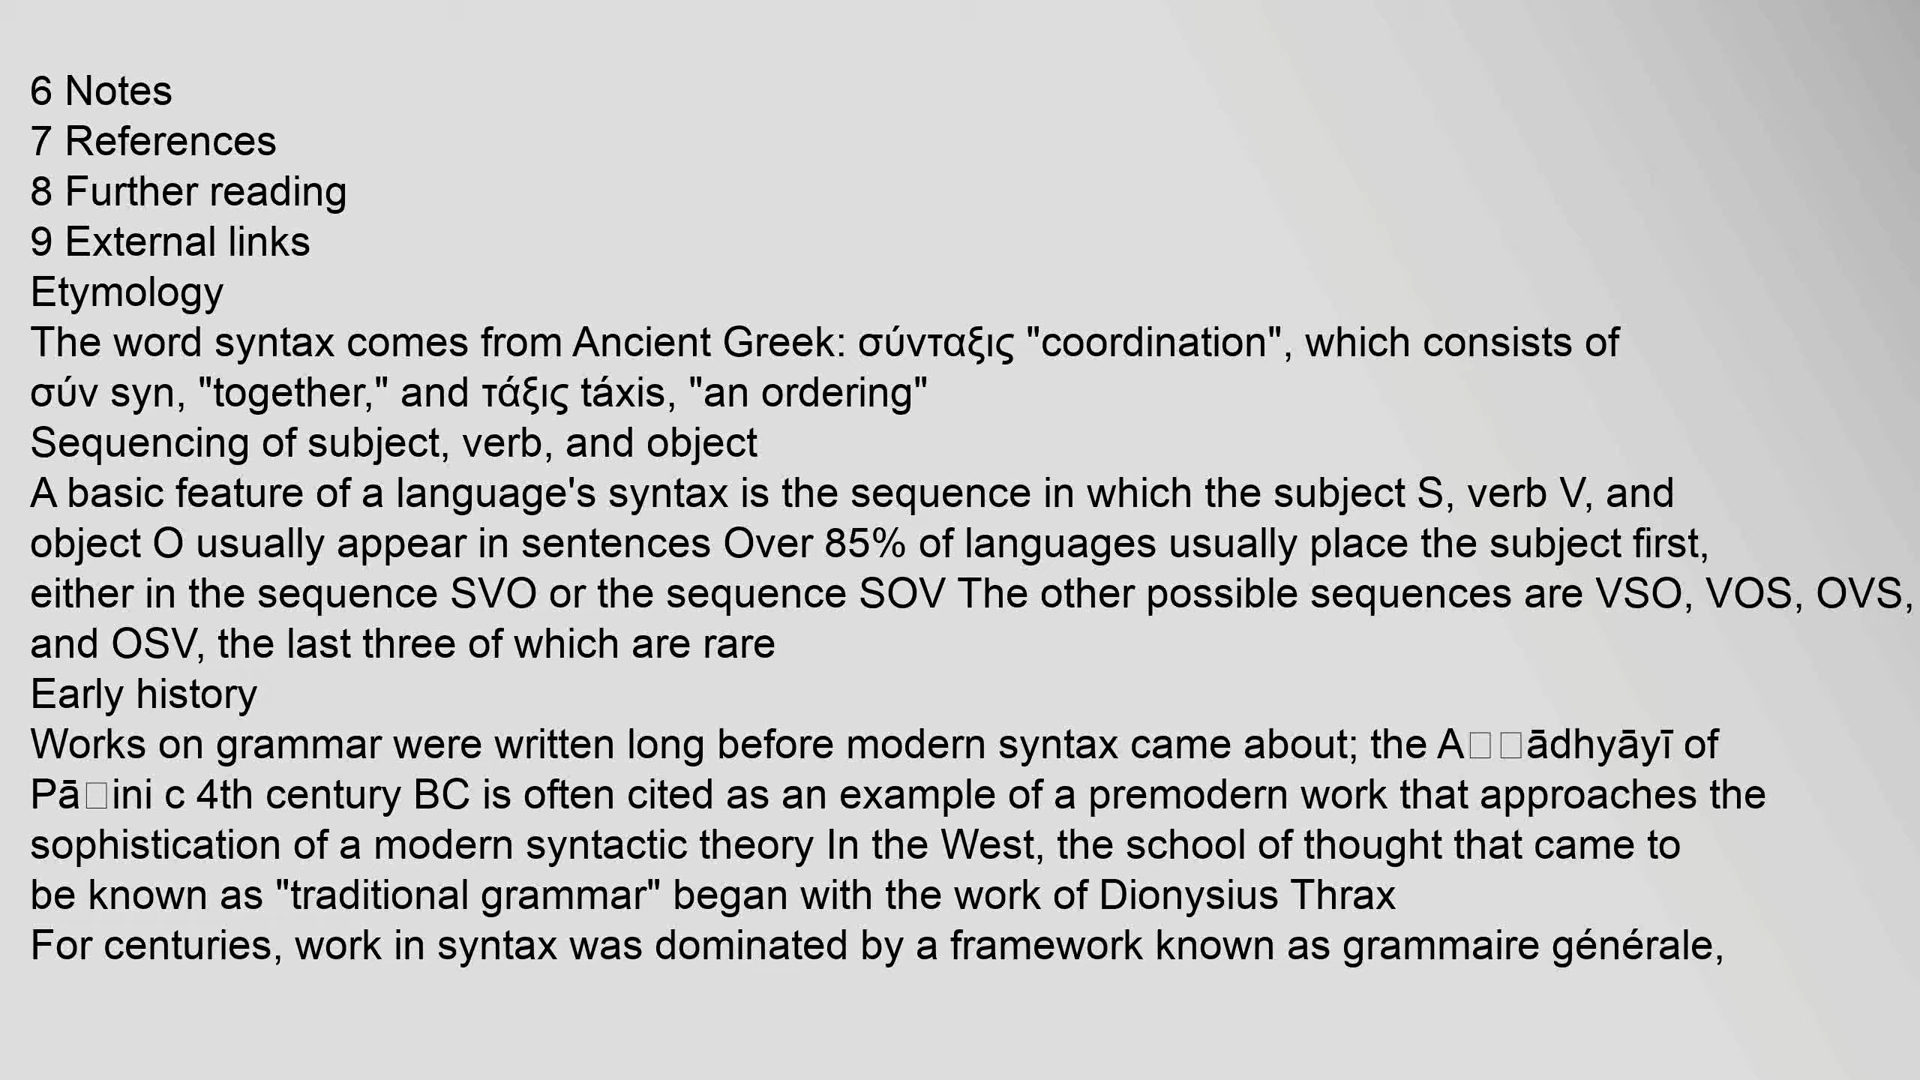 6 Notes
7 References
8 Further reading
9 External links
Etymology
The word syntax comes from Ancient Greek: σύνταξις "coordination", which consists of
σύν syn, "together," and τάξις táxis, "an ordering"
Sequencing of subject, verb, and object
A basic feature of a language's syntax is the sequence in which the subject S, verb V, and
object O usually appear in sentences Over 85% of languages usually place the subject first,
either in the sequence SVO or the sequence SOV The other possible sequences are VSO, VOS, OVS,
and OSV, the last three of which are rare
Early history
Works on grammar were written long before modern syntax came about; the A□□ādhyāyī of
Pā□ini c 4th century BC is often cited as an example of a premodern work that approaches the
sophistication of a modern syntactic theory In the West, the school of thought that came to
be known as "traditional grammar" began with the work of Dionysius Thrax
For centuries, work in syntax was dominated by a framework known as grammaire générale,